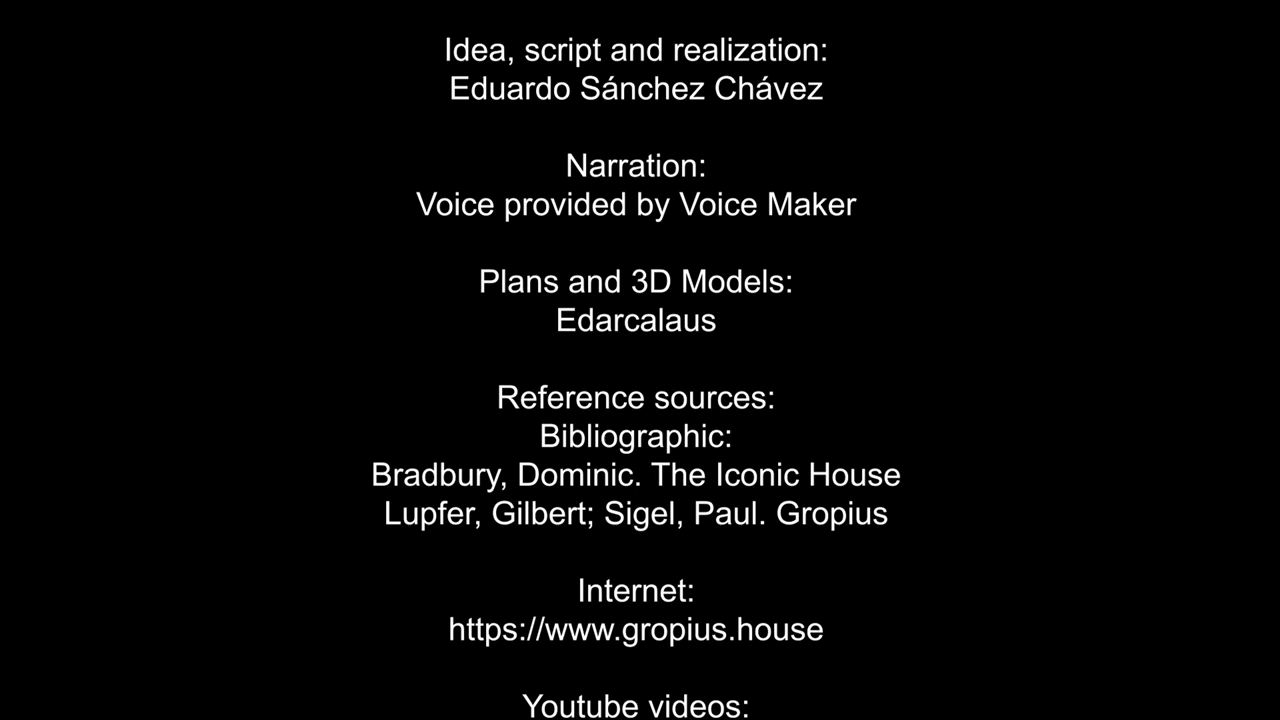 Idea, script and realization:
Eduardo Sánchez Chávez
Narration:
Voice provided by Voice Maker
Plans and 3D Models:
Edarcalaus
Reference sources:
Bibliographic:
Bradbury, Dominic. The Iconic House
Lupfer, Gilbert; Sigel, Paul. Gropius
Internet:
https://www.gropius.house
Youtube videos: